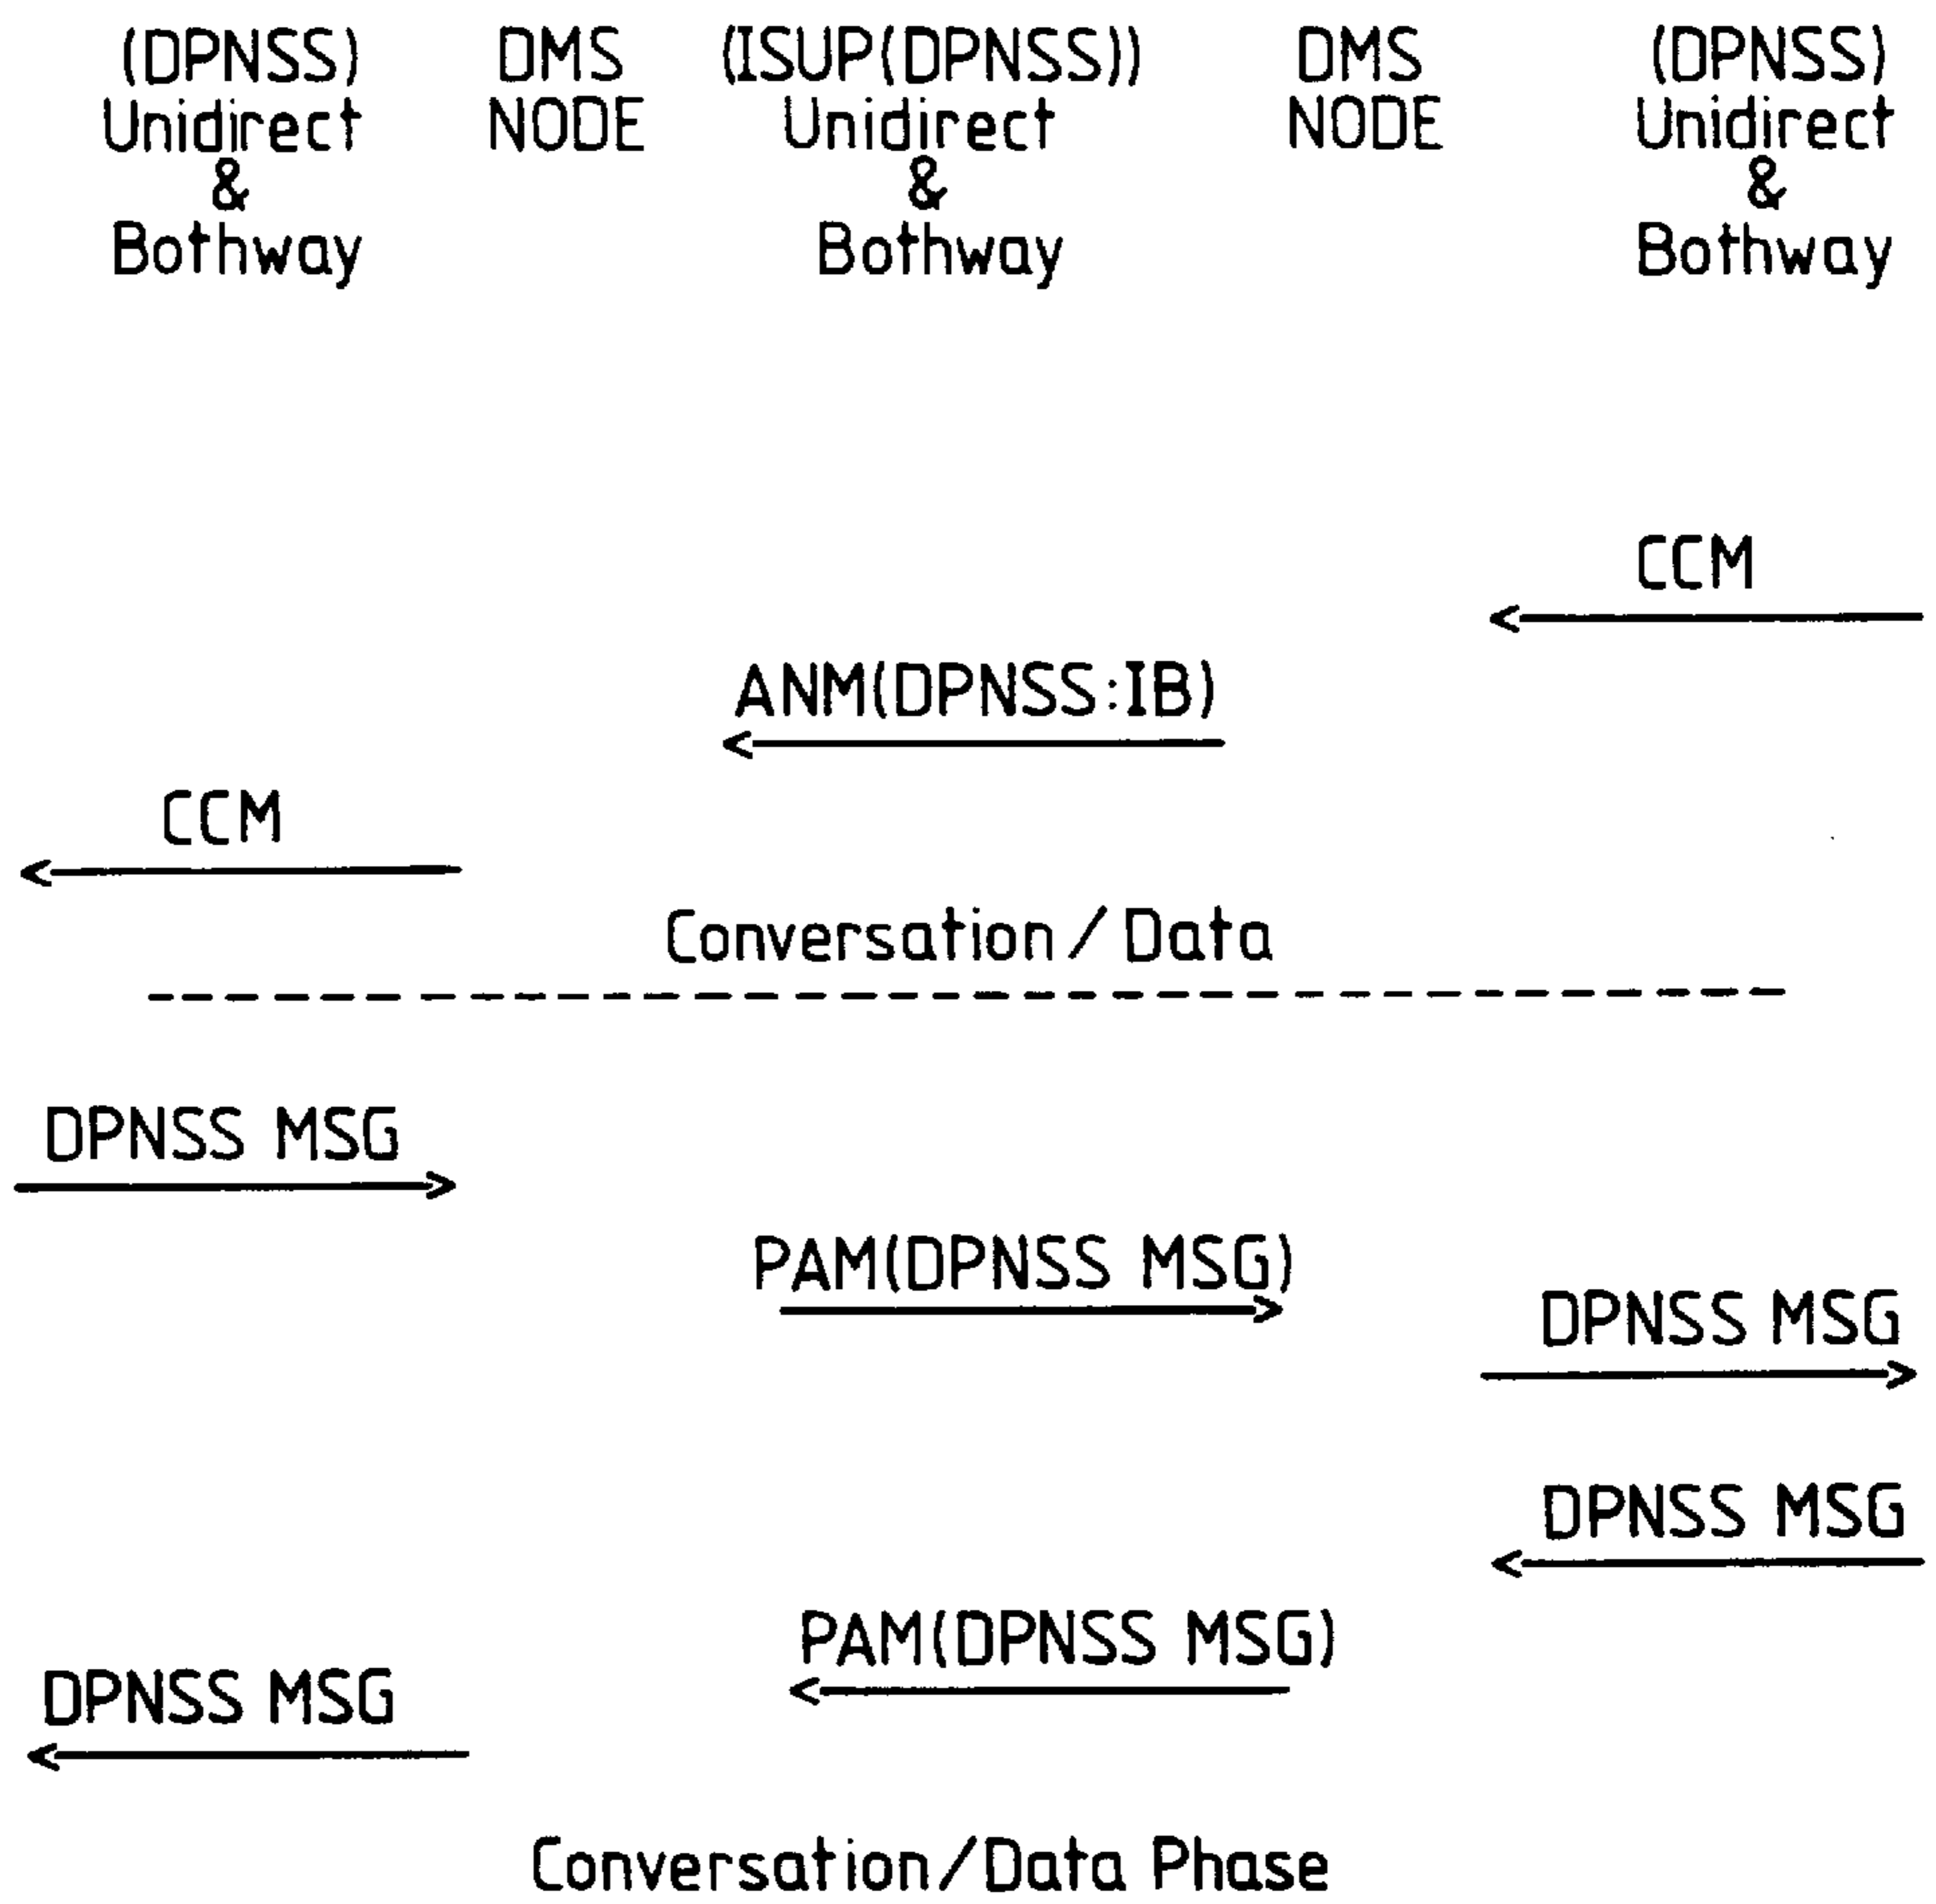 (DPNSS) DMS (ISUP(DPNSS)) DMS (DPNSS)
Unidirect NODE Unidirect NODE Unidirect
& & &
Bothway Bothway Bothway
CCM
ANM(DPNSS:IB)
CCM
Conversation/Data
DPNSS MSG
PAM(DPNSS MSG)
DPNSS MSG
DPNSS MSG
PAM(DPNSS MSG)
DPNSS MSG
Conversation/Data Phase